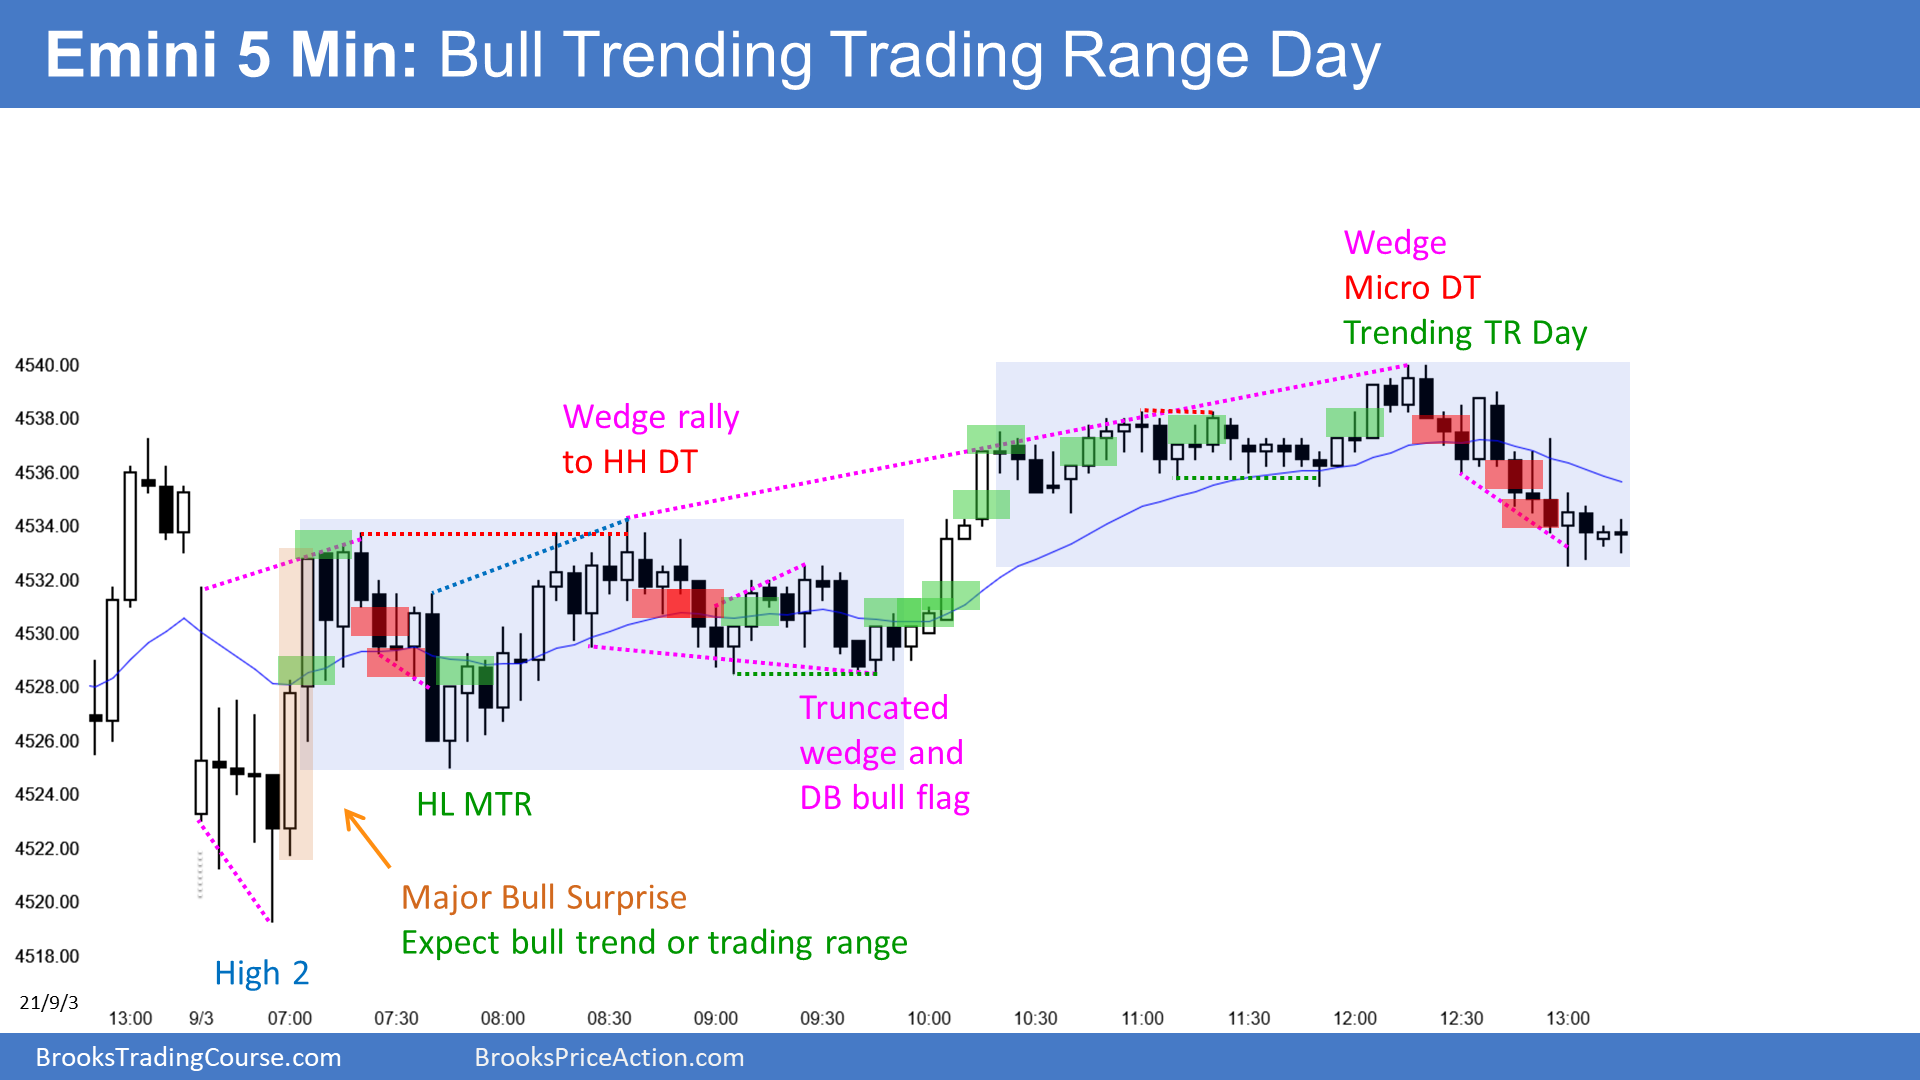 Emini 5 Min: Bull Trending Trading Range Day
Wedge
Micro DT
Trending TR Day
Wedge rally
to HH DT
4540.00
4538.00
4536.00
4534.00
4532.00
4530.00
4528.00
4526.00
4524.00
4522.00
4520.00
4518.00
Truncated
wedge and
DB bull flag
HL MTR
Major Bull Surprise
Expect bull trend or trading range
High 2
21/9/3
13:00 9/3 07:00 07:30 08:00 08:30 09:00 09:30 10:00 10:30 11:00 11:30 12:00 12:30 13:00
BrooksTradingCourse.com BrooksPriceAction.com